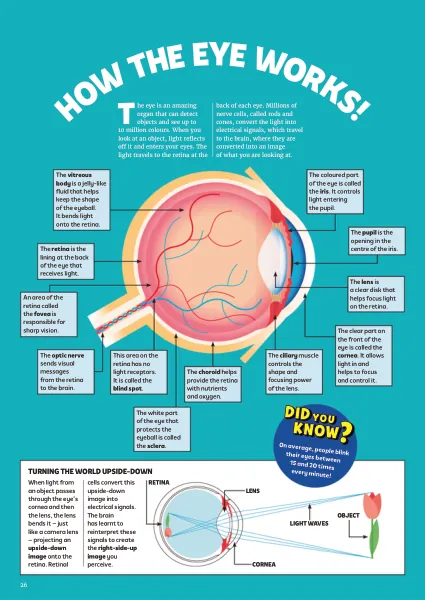 HOW THE EYE WORKS!
The eye is an amazing
organ that can detect
objects and see up to
10 million colours. When you
look at an object, light reflects
off it and enters your eyes. The
light travels to the retina at the
back of each eye. Millions of
nerve cells, called rods and
cones, convert the light into
electrical signals, which travel
to the brain, where they are
converted into an image
of what you are looking at.
The vitreous
body is a jelly-like
fluid that helps
keep the shape
of the eyeball.
It bends light
onto the retina.
The coloured part
of the eye is called
the iris. It controls
light entering
the pupil.
The pupil is the
opening in the
centre of the iris.
The retina is the
lining at the back
of the eye that
receives light.
The lens is
a clear disk that
helps focus light
on the retina.
An area of the
retina called
the fovea is
responsible for
sharp vision.
The clear part on
the front of the
eye is called the
cornea. It allows
light in and
helps to focus
and control it.
The optic nerve
sends visual
messages
from the retina
to the brain.
This area on the
retina has no
light receptors.
It is called the
blind spot.
The choroid helps
provide the retina
with nutrients
and oxygen.
The ciliary muscle
controls the
shape and
focusing power
of the lens.
The white part
of the eye that
protects the
eyeball is called
the sclera.
DID YOU
KNOW?
On average, people blink
their eyes between
15 and 20 times
every minute!
TURNING THE WORLD UPSIDE-DOWN
When light from
an object passes
through the eye's
cornea and then
the lens, the lens
bends it – just
like a camera lens
– projecting an
upside-down
image onto the
retina. Retinal
cells convert this
upside-down
image into
electrical signals.
The brain
has learnt to
reinterpret these
signals to create
the right-side-up
image you
perceive.
RETINA
LENS
LIGHT WAVES
OBJECT
CORNEA
28